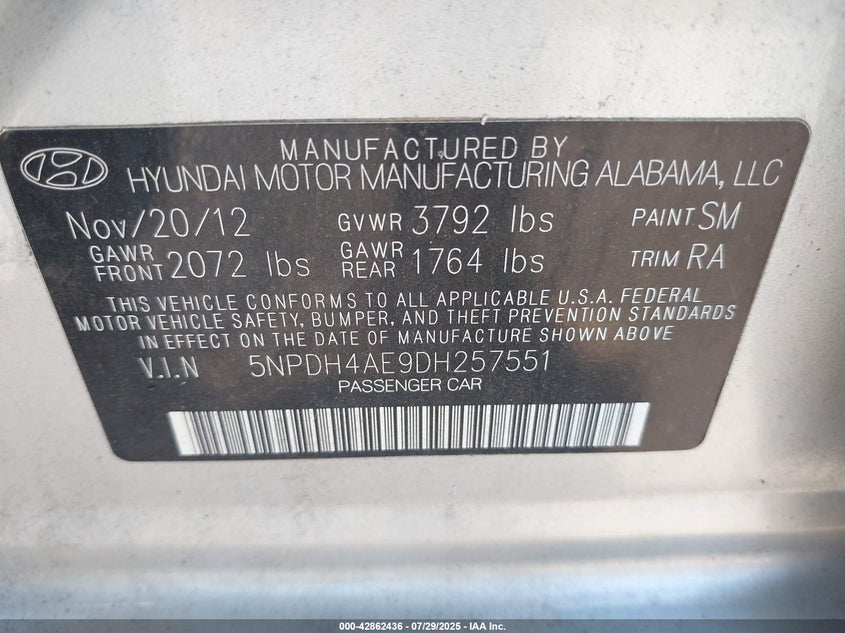 MANUFACTURED BY
HYUNDAI MOTOR MANUFACTURING ALABAMA, LLC
Nov/20/12 GVWR 3792 lbs PAINT SM
GAWR FRONT 2072 lbs GAWR REAR 1764 lbs TRIM RA
THIS VEHICLE CONFORMS TO ALL APPLICABLE U.S.A. FEDERAL
MOTOR VEHICLE SAFETY, BUMPER, AND THEFT PREVENTION STANDARDS
IN EFFECT ON THE DATE OF MANUFACTURE SHOWN ABOVE
V.I.N 5NPDH4AE9DH257551
PASSENGER CAR
000-42862436 - 07/29/2025 - IAA Inc.